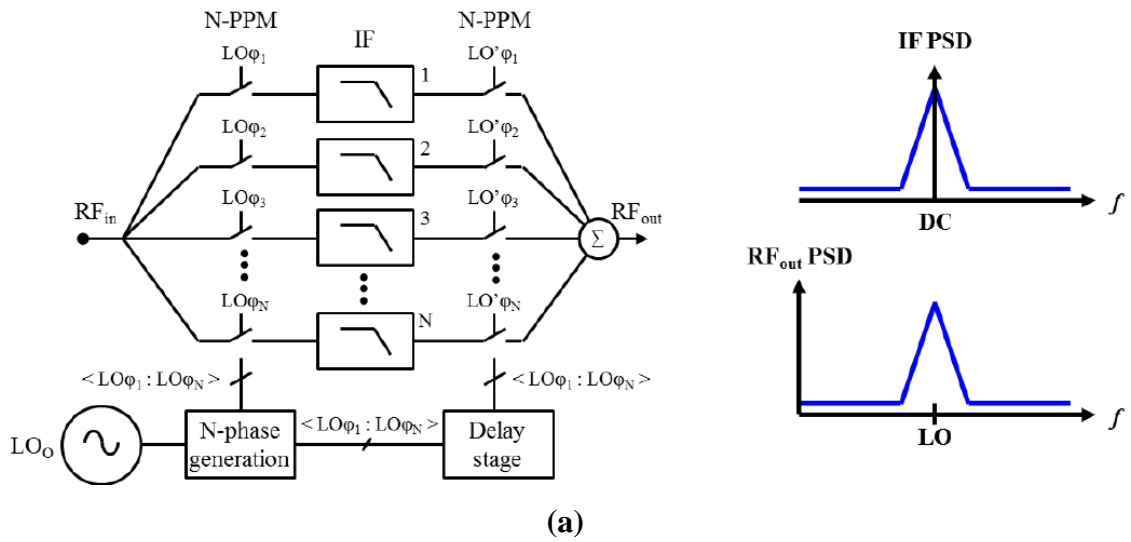 N-PPM
IF
N-PPM
LOφ₁
1
LO'φ₁
LOφ₂
2
LO'φ₂
RFin
LOφ₃
3
LO'φ₃
Σ
RFout
LOφN
N
LO'φN
< LOφ₁ : LOφN >
< LOφ₁ : LOφN >
LOO
N-phase
generation
< LOφ₁ : LOφN >
Delay
stage
IF PSD
DC
f
RFout PSD
LO
f
(a)